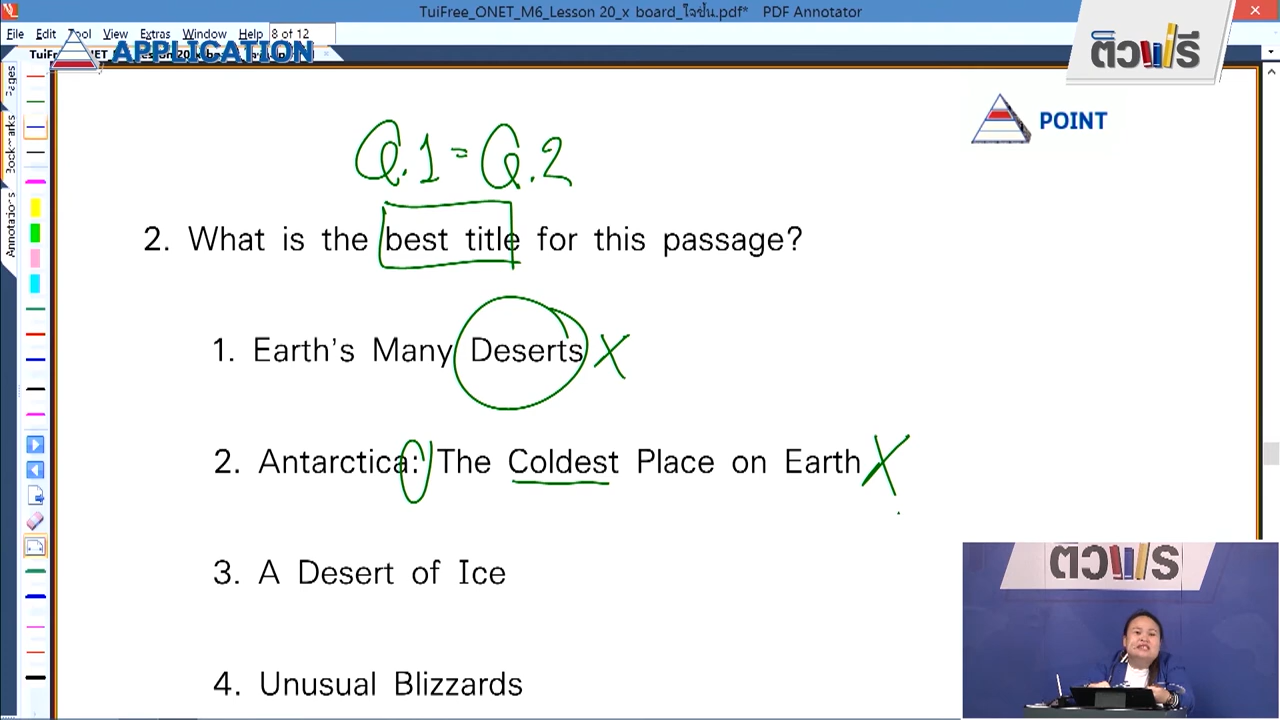 TuiFree_ONET_M6_Lesson 20_x board_ใจชื้น.pdf* PDF Annotator
File Edit Tool View Extras Window Help 8 of 12
APPLICATION
ติวฟรี
Pages
Bookmarks
Annotations
POINT
Q.1 = Q.2
2. What is the best title for this passage?
1. Earth's Many Deserts X
2. Antarctica: The Coldest Place on Earth X
3. A Desert of Ice
4. Unusual Blizzards
ติวฟรี